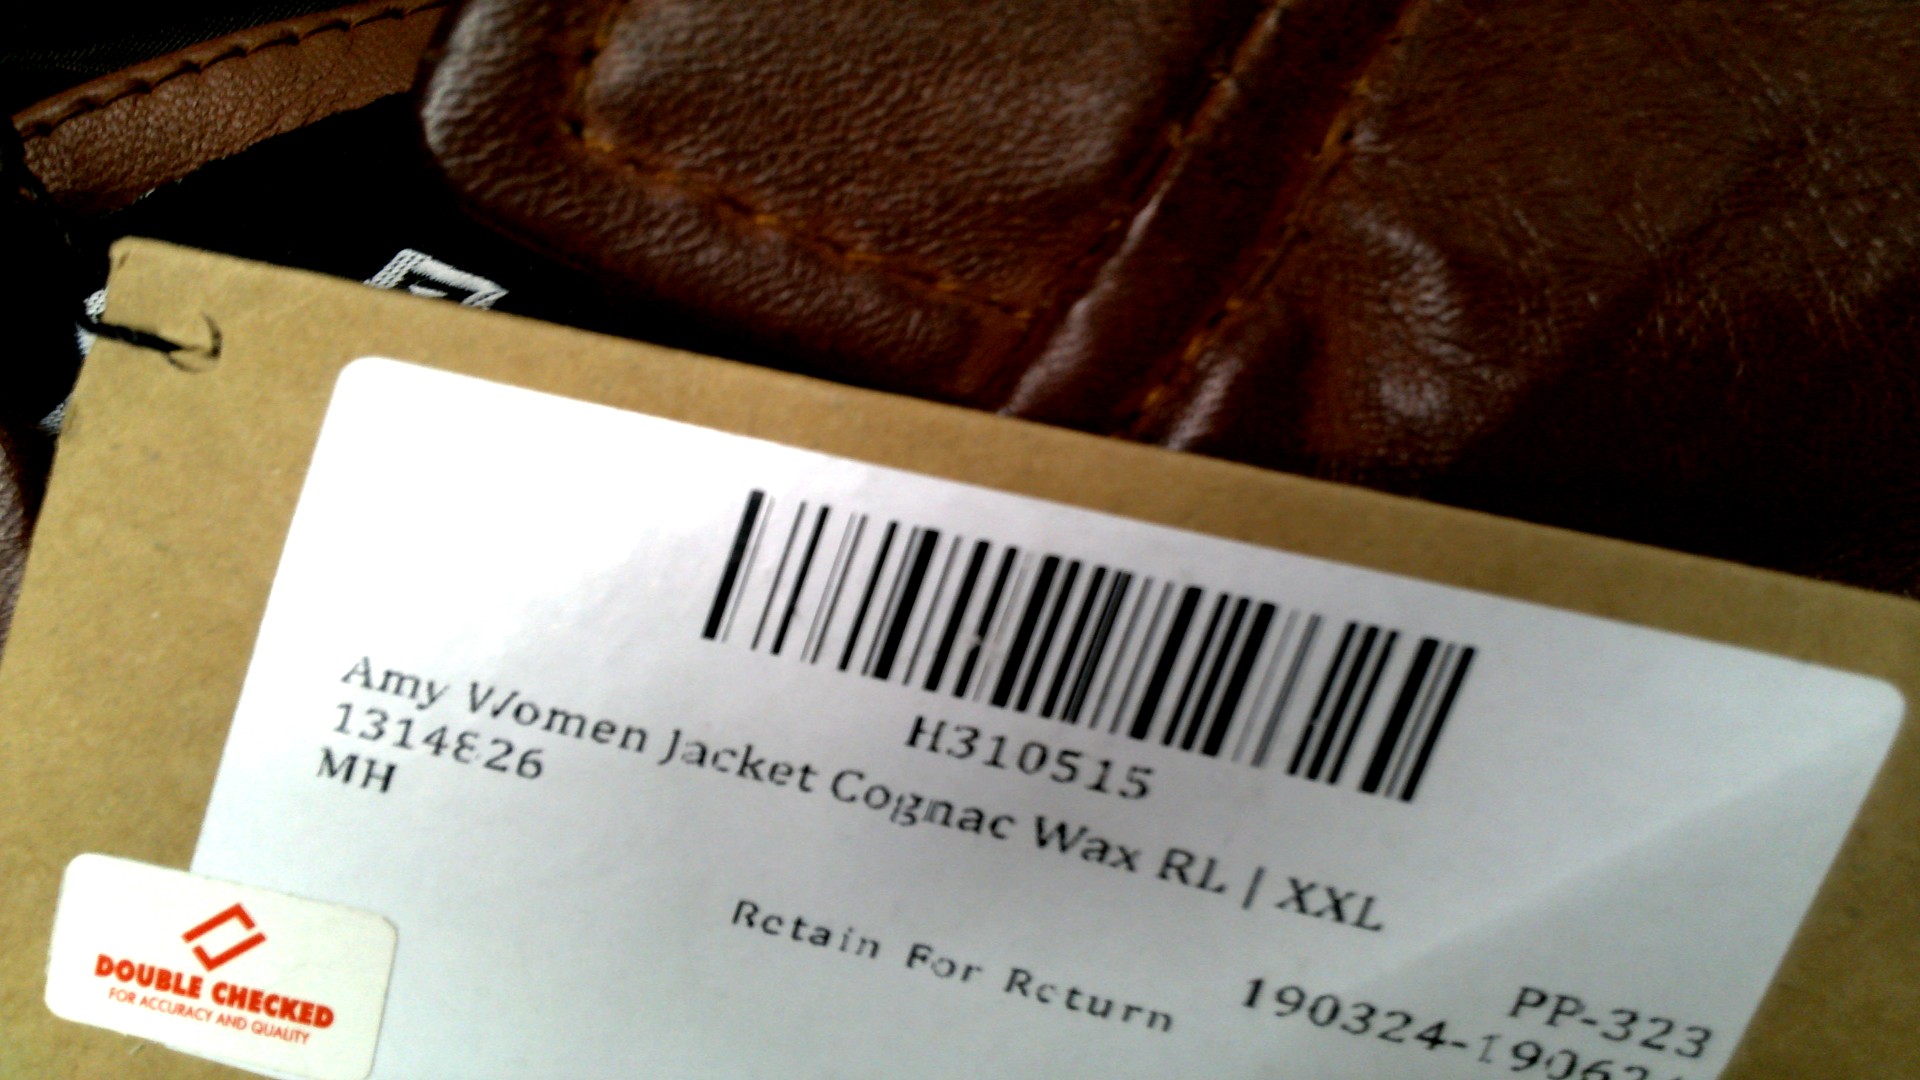 H310515
Amy Women Jacket Cognac Wax RL | XXL
1314826
MH
Retain For Return
PP-323
DOUBLE CHECKED
FOR ACCURACY AND QUALITY